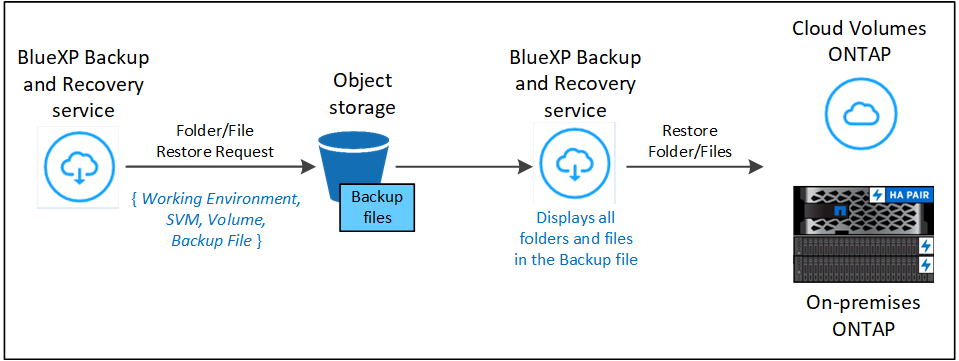 BlueXP Backup
and Recovery
service
Folder/File
Restore Request
{ Working Environment,
SVM, Volume,
Backup File }
Object
storage
Backup
files
BlueXP Backup
and Recovery
service
Displays all
folders and files
in the Backup file
Restore
Folder/Files
Cloud Volumes
ONTAP
HA PAIR
On-premises
ONTAP